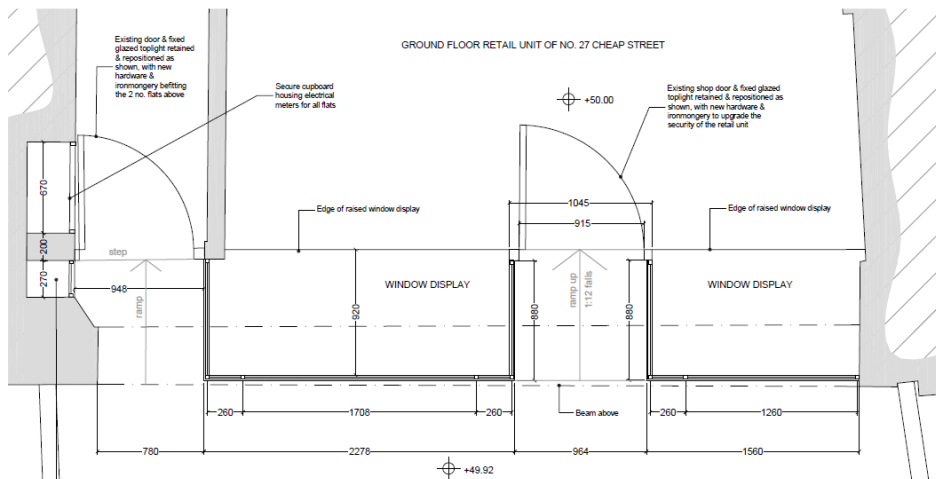 Existing door & fixed
glazed toplight retained
& repositioned as
shown, with new
hardware &
ironmongery befitting
the 2 no. flats above
GROUND FLOOR RETAIL UNIT OF NO. 27 CHEAP STREET
Secure cupboard
housing electrical
meters for all flats
+50.00
Existing shop door & fixed glazed
toplight retained & repositioned as
shown, with new hardware &
ironmongery to upgrade the
security of the retail unit
670
200
270
1045
915
Edge of raised window display
Edge of raised window display
step
948
ramp
WINDOW DISPLAY
920
880
ramp up
1:12 falls
880
WINDOW DISPLAY
260
1708
260
Beam above
260
1260
780
2278
964
1560
+49.92